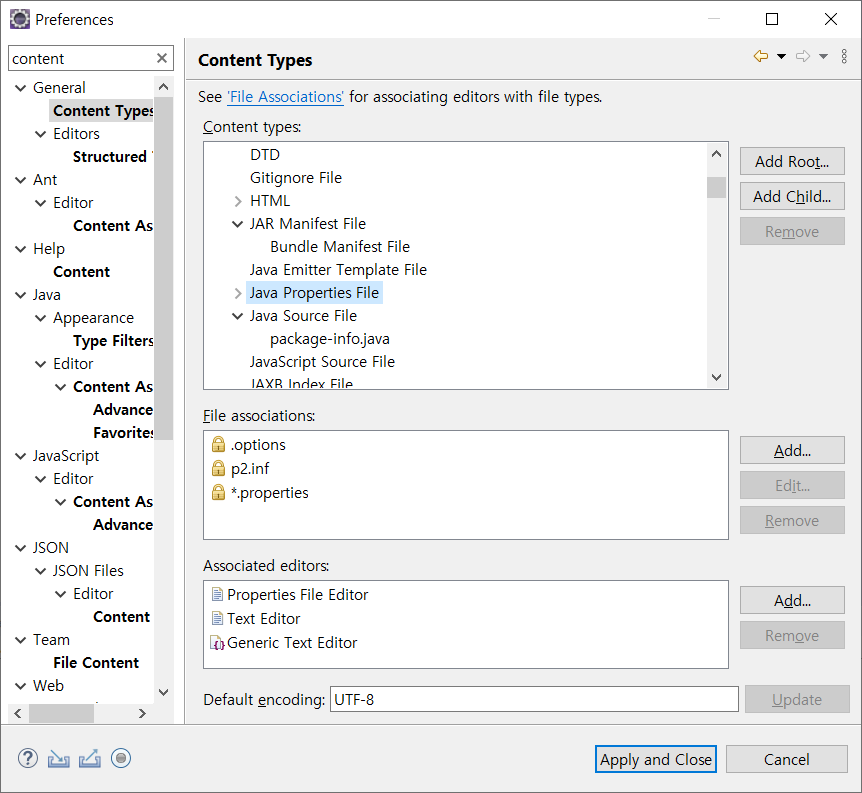 Preferences
content
General
Content Types
Editors
Structured
Ant
Editor
Content As
Help
Content
Java
Appearance
Type Filters
Editor
Content As
Advance
Favorites
JavaScript
Editor
Content As
Advance
JSON
JSON Files
Editor
Content
Team
File Content
Web
Content Types
See 'File Associations' for associating editors with file types.
Content types:
DTD
Gitignore File
HTML
JAR Manifest File
Bundle Manifest File
Java Emitter Template File
Java Properties File
Java Source File
package-info.java
JavaScript Source File
JAXB Index File
Add Root...
Add Child...
Remove
File associations:
.options
p2.inf
*.properties
Add...
Edit...
Remove
Associated editors:
Properties File Editor
Text Editor
Generic Text Editor
Add...
Remove
Default encoding: UTF-8 Update
Apply and Close Cancel